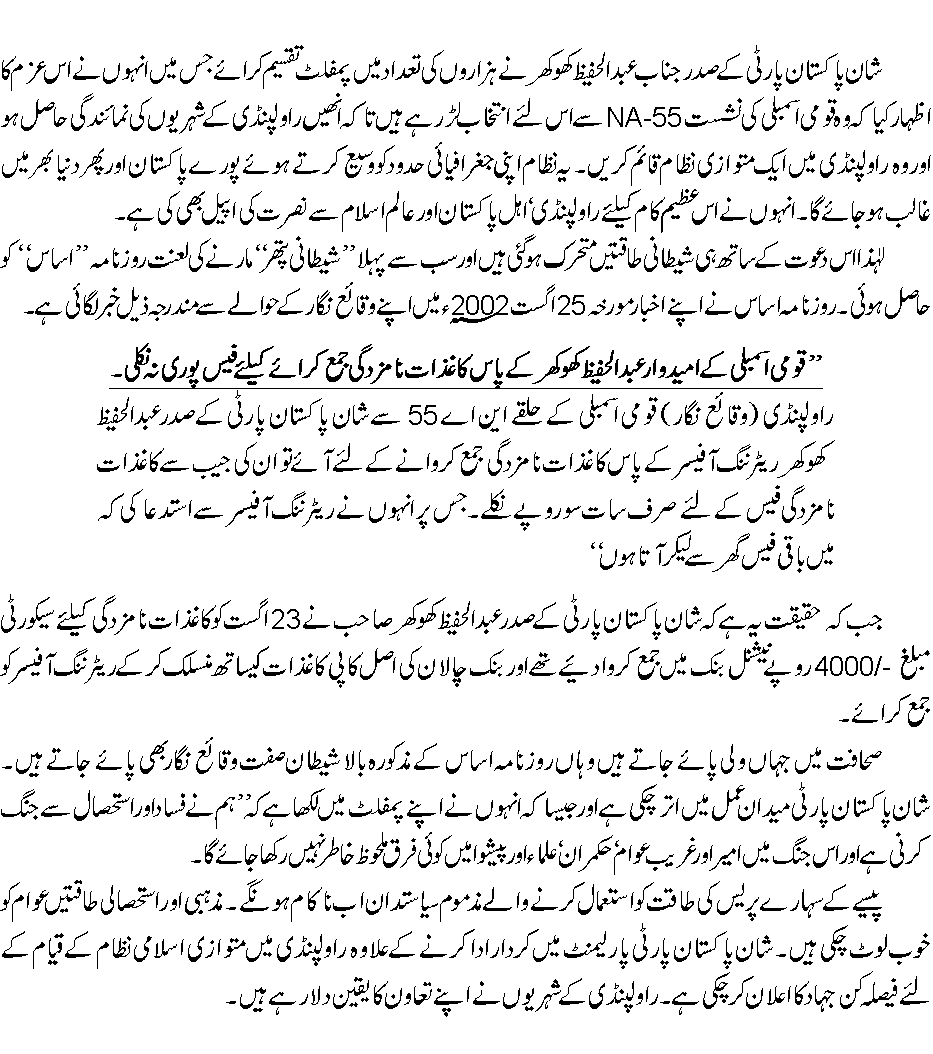 شان پاکستان پارٹی کے صدر جناب عبدالحفیظ کھوکھر نے ہزاروں کی تعداد میں پمفلٹ تقسیم کرائے جس میں انہوں نے اس عزم کا
اظہار کیا کہ وہ قومی اسمبلی کی نشست NA-55 سے اس لئے انتخاب لڑ رہے ہیں تاکہ انھیں راولپنڈی کے شہریوں کی نمائندگی حاصل ہو
اور وہ راولپنڈی میں ایک متوازی نظام قائم کریں۔ یہ نظام اپنی جغرافیائی حدود کو وسیع کرتے ہوئے پورے پاکستان اور پھر دنیا بھر میں
غالب ہو جائے گا۔ انہوں نے اس عظیم کام کیلئے راولپنڈی‘ اہل پاکستان اور عالم اسلام سے نصرت کی اپیل بھی کی ہے۔
لہٰذا اس دعوت کے ساتھ ہی شیطانی طاقتیں متحرک ہو گئی ہیں اور سب سے پہلا ’’شیطانی پتھر‘‘ مارنے کی لعنت روزنامہ ’’اساس‘‘ کو
حاصل ہوئی۔ روزنامہ اساس نے اپنے اخبار مورخہ 25 اگست 2002ء میں اپنے وقائع نگار کے حوالے سے مندرجہ ذیل خبر لگائی ہے۔
’’قومی اسمبلی کے امیدوار عبدالحفیظ کھوکھر کے پاس کاغذات نامزدگی جمع کرانے کیلئے فیس پوری نہ نکلی۔
راولپنڈی (وقائع نگار) قومی اسمبلی کے حلقے این اے 55 سے شان پاکستان پارٹی کے صدر عبدالحفیظ
کھوکھر ریٹرننگ آفیسر کے پاس کاغذات نامزدگی جمع کروانے کے لئے آئے تو ان کی جیب سے کاغذات
نامزدگی فیس کے لئے صرف سات سو روپے نکلے۔ جس پر انہوں نے ریٹرننگ آفیسر سے استدعا کی کہ
میں باقی فیس گھر سے لیکر آتا ہوں‘‘
جب کہ حقیقت یہ ہے کہ شان پاکستان پارٹی کے صدر عبدالحفیظ کھوکھر صاحب نے 23 اگست کو کاغذات نامزدگی کیلئے سیکورٹی
مبلغ 4000/- روپے نیشنل بنک میں جمع کروا دیئے تھے اور بنک چالان کی اصل کاپی کاغذات کیساتھ منسلک کر کے ریٹرننگ آفیسر کو
جمع کرائے۔
صحافت میں جہاں ولی پائے جاتے ہیں وہاں روزنامہ اساس کے مذکورہ بالا شیطان صفت وقائع نگار بھی پائے جاتے ہیں۔
شان پاکستان پارٹی میدان عمل میں اتر چکی ہے اور جیسا کہ انہوں نے اپنے پمفلٹ میں لکھا ہے کہ ’’ہم نے فساد اور استحصال سے جنگ
کرنی ہے اور اس جنگ میں امیر اور غریب عوام‘ حکمران‘ علماء اور پیشوا میں کوئی فرق ملحوظ خاطر نہیں رکھا جائے گا۔
پیسے کے سہارے پریس کی طاقت کو استعمال کرنے والے مذموم سیاستدان اب ناکام ہونگے۔ مذہبی اور استحصالی طاقتیں عوام کو
خوب لوٹ چکی ہیں۔ شان پاکستان پارٹی پارلیمنٹ میں کردار ادا کرنے کے علاوہ راولپنڈی میں متوازی اسلامی نظام کے قیام کے
لئے فیصلہ کن جہاد کا اعلان کر چکی ہے۔ راولپنڈی کے شہریوں نے اپنے تعاون کا یقین دلا رہے ہیں۔